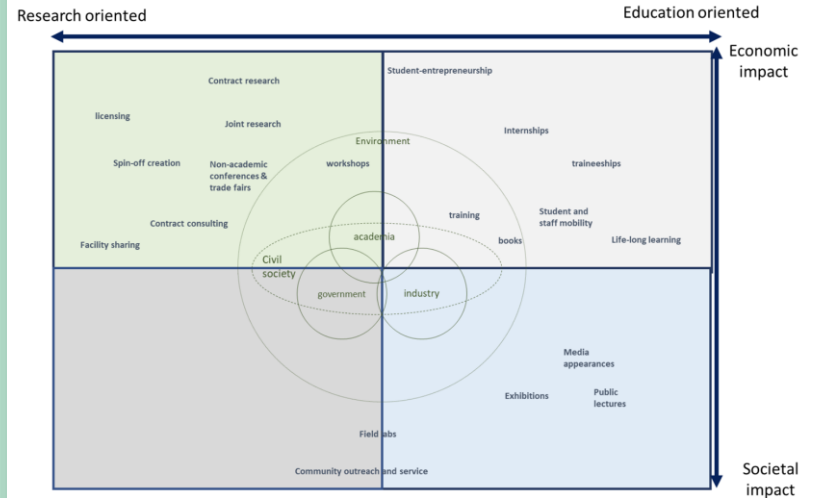 Research oriented
Education oriented
Economic
impact
Student-entrepreneurship
Contract research
licensing
Joint research
Internships
Environment
Spin-off creation
Non-academic
conferences &
trade fairs
workshops
traineeships
Contract consulting
training
Student and
staff mobility
academia
books
Life-long learning
Facility sharing
Civil
society
government
industry
Media
appearances
Exhibitions
Public
lectures
Field labs
Community outreach and service
Societal
impact